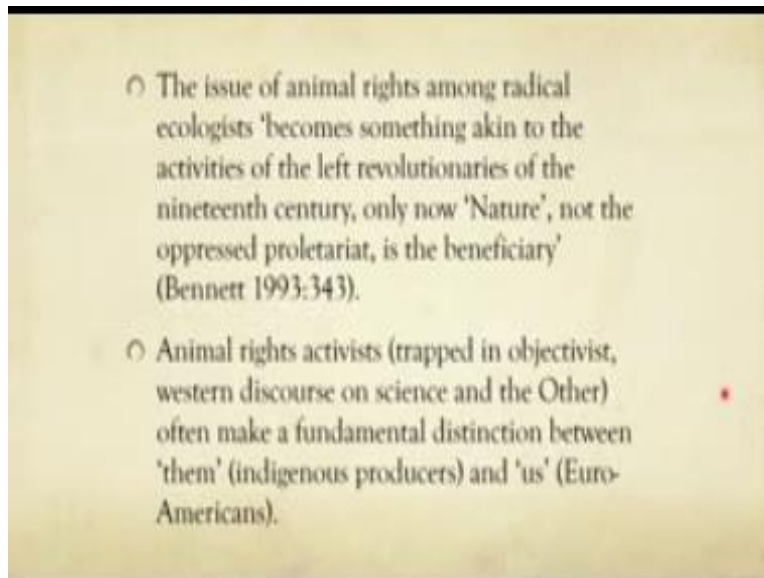 The issue of animal rights among radical
ecologists 'becomes something akin to the
activities of the left revolutionaries of the
nineteenth century, only now 'Nature', not the
oppressed proletariat, is the beneficiary'
(Bennett 1993:343).
Animal rights activists (trapped in objectivist,
western discourse on science and the Other)
often make a fundamental distinction between
'them' (indigenous producers) and 'us' (Euro-
Americans).